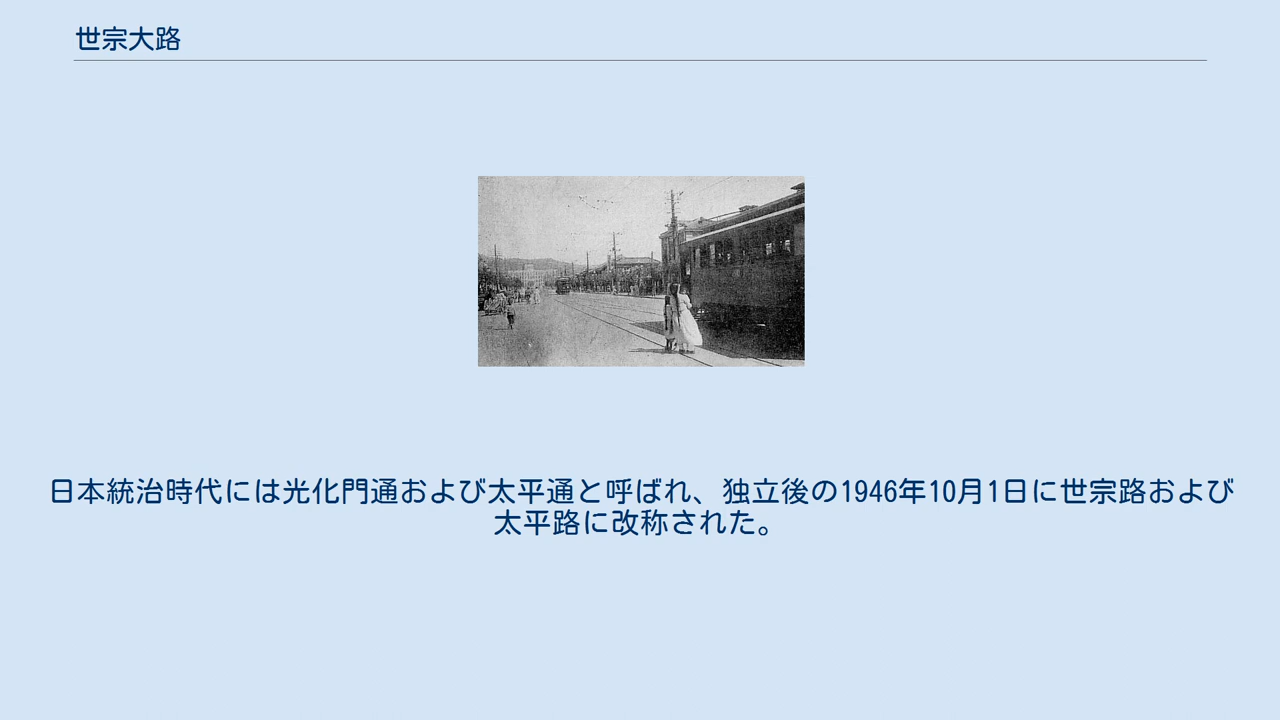 世宗大路
日本統治時代には光化門通および太平通と呼ばれ、独立後の1946年10月1日に世宗路および
太平路に改称された。